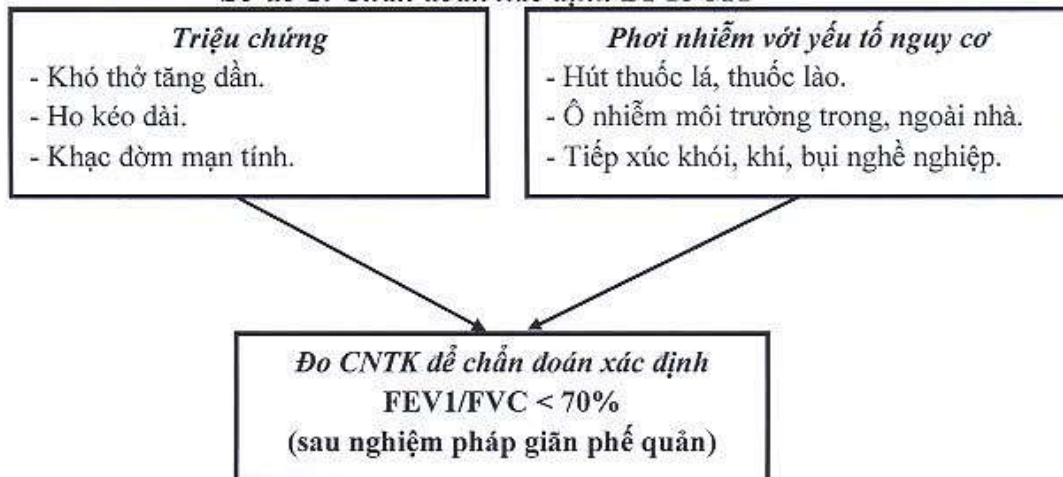 Triệu chứng
- Khó thở tăng dần.
- Ho kéo dài.
- Khạc đờm mạn tính.
Phơi nhiễm với yếu tố nguy cơ
- Hút thuốc lá, thuốc lào.
- Ô nhiễm môi trường trong, ngoài nhà.
- Tiếp xúc khói, khí, bụi nghề nghiệp.
Đo CNTK để chẩn đoán xác định
FEV1/FVC < 70%
(sau nghiệm pháp giãn phế quản)